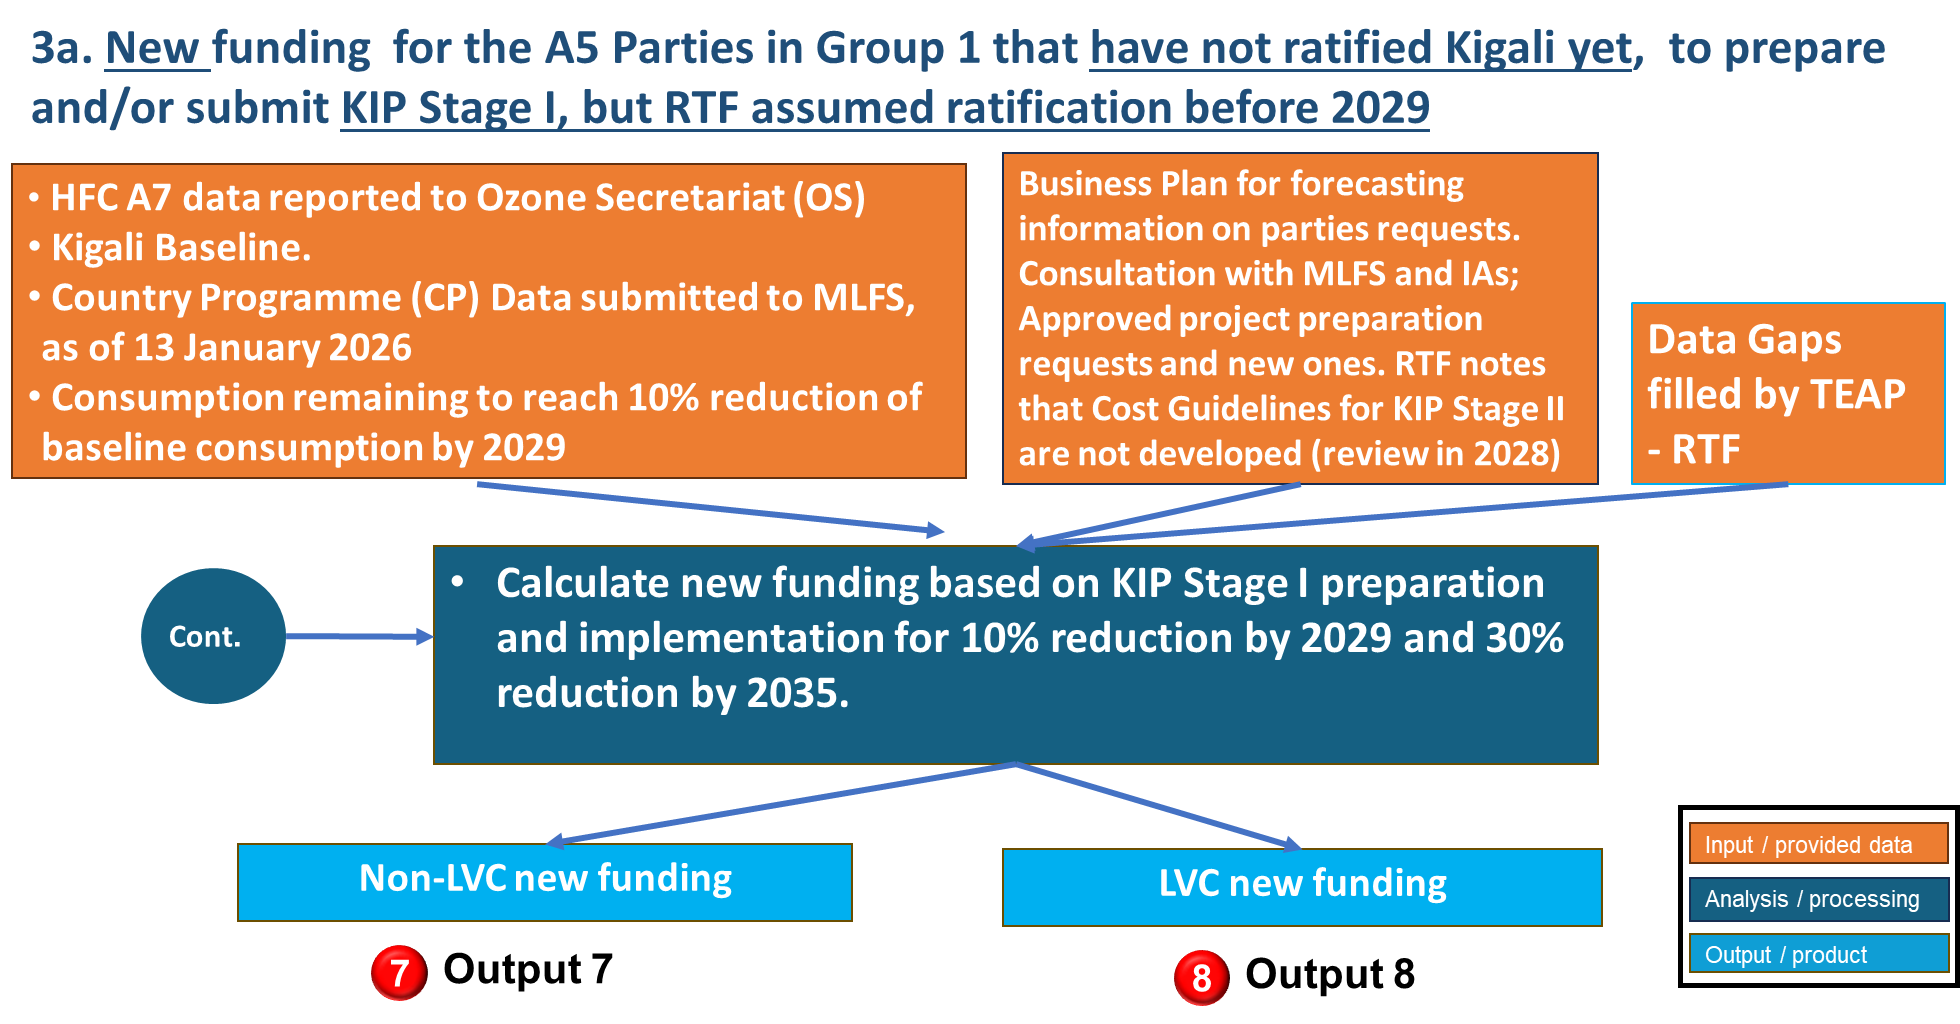 3a. New funding  for the A5 Parties in Group 1 that have not ratified Kigali yet,  to prepare
and/or submit KIP Stage I, but RTF assumed ratification before 2029
• HFC A7 data reported to Ozone Secretariat (OS)
• Kigali Baseline.
• Country Programme (CP) Data submitted to MLFS,
as of 13 January 2026
• Consumption remaining to reach 10% reduction of
baseline consumption by 2029
Business Plan for forecasting
information on parties requests.
Consultation with MLFS and IAs;
Approved project preparation
requests and new ones. RTF notes
that Cost Guidelines for KIP Stage II
are not developed (review in 2028)
Data Gaps
filled by TEAP
- RTF
Cont.
• Calculate new funding based on KIP Stage I preparation
and implementation for 10% reduction by 2029 and 30%
reduction by 2035.
Non-LVC new funding
LVC new funding
7 Output 7
8 Output 8
Input / provided data
Analysis / processing
Output / product